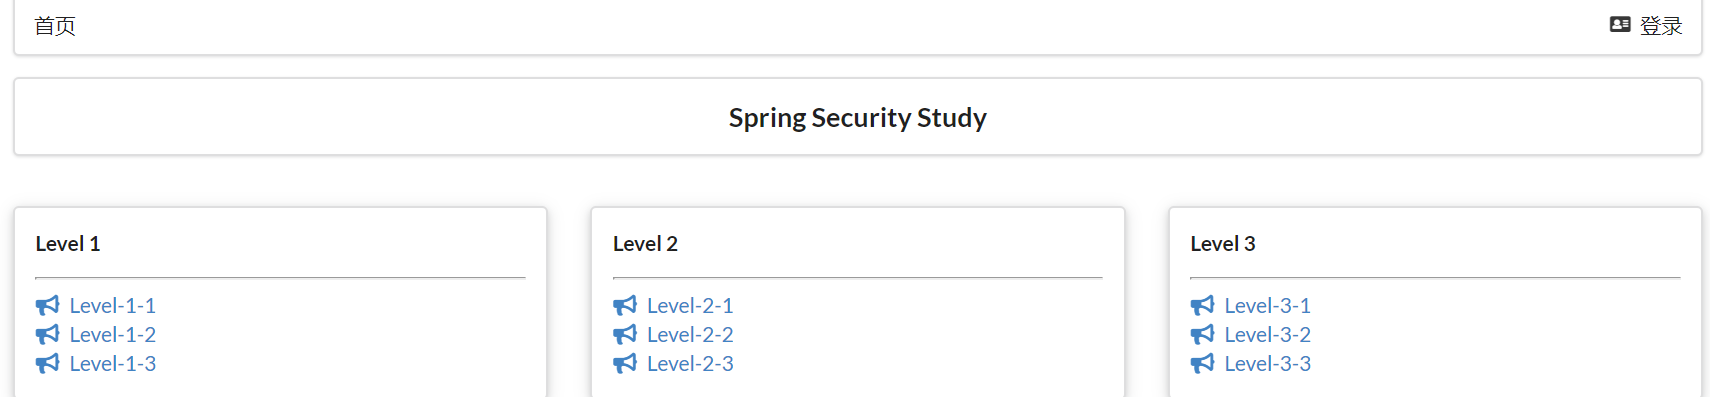 首页
登录
Spring Security Study
Level 1
Level-1-1
Level-1-2
Level-1-3
Level 2
Level-2-1
Level-2-2
Level-2-3
Level 3
Level-3-1
Level-3-2
Level-3-3